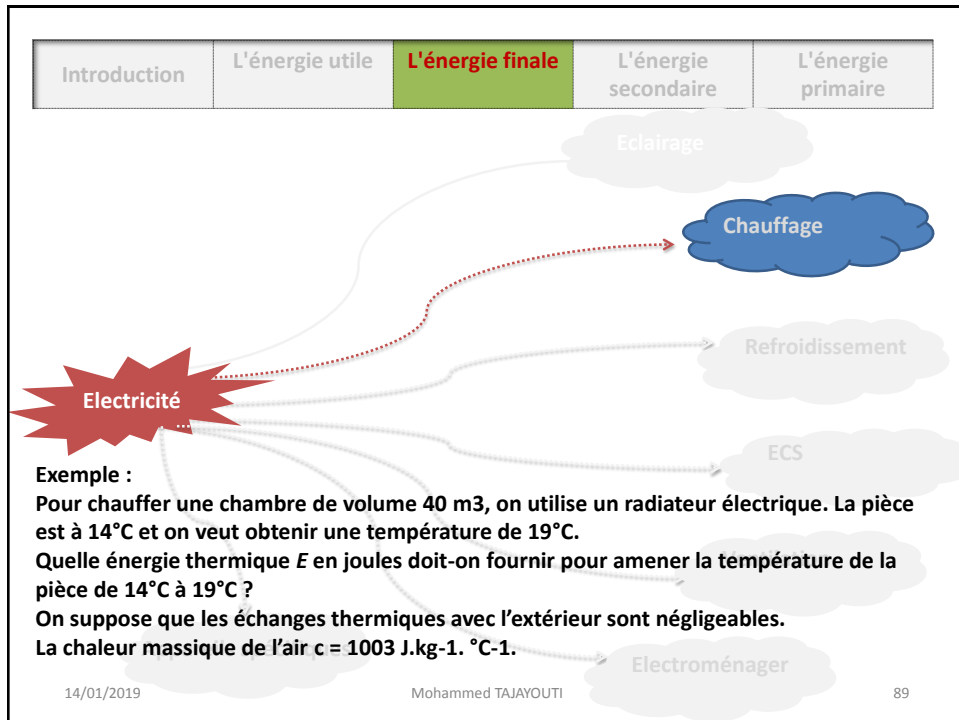 Introduction
L'énergie utile
L'énergie finale
L'énergie
secondaire
L'énergie
primaire
Eclairage
Chauffage
Refroidissement
Electricité
ECS
Exemple :
Pour chauffer une chambre de volume 40 m3, on utilise un radiateur électrique. La pièce
est à 14°C et on veut obtenir une température de 19°C.
Quelle énergie thermique E en joules doit-on fournir pour amener la température de la
pièce de 14°C à 19°C ?
On suppose que les échanges thermiques avec l’extérieur sont négligeables.
La chaleur massique de l’air c = 1003 J.kg-1. °C-1.
Electroménager
14/01/2019
Mohammed TAJAYOUTI
89